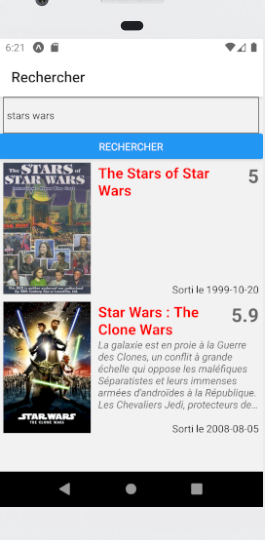 6:21
Rechercher
stars wars
RECHERCHER
The STARS of
STAR WARS
The Stars of Star
Wars
5
Sorti le 1999-10-20
STAR WARS
THE CLONE WARS
Star Wars : The
Clone Wars
5.9
La galaxie est en proie à la Guerre
des Clones, un conflit à grande
échelle qui oppose les maléfiques
Séparatistes et leurs immenses
armées d'androïdes à la République.
Les Chevaliers Jedi, protecteurs de…
Sorti le 2008-08-05